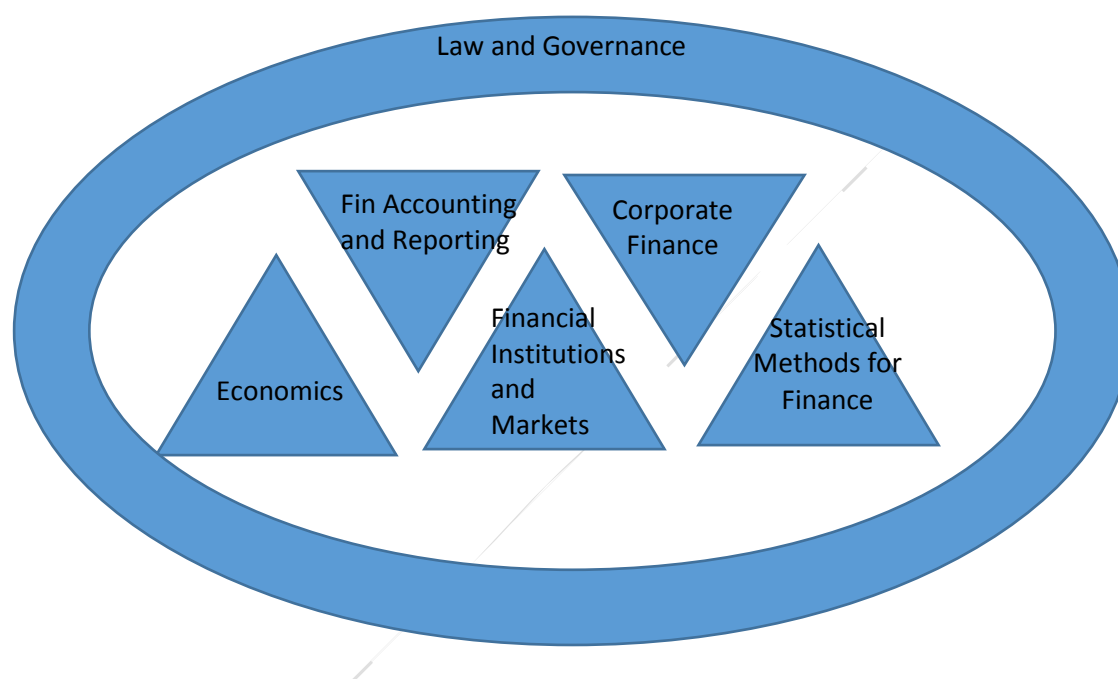 Law and Governance
Fin Accounting
and Reporting
Corporate
Finance
Economics
Financial
Institutions
and
Markets
Statistical
Methods for
Finance